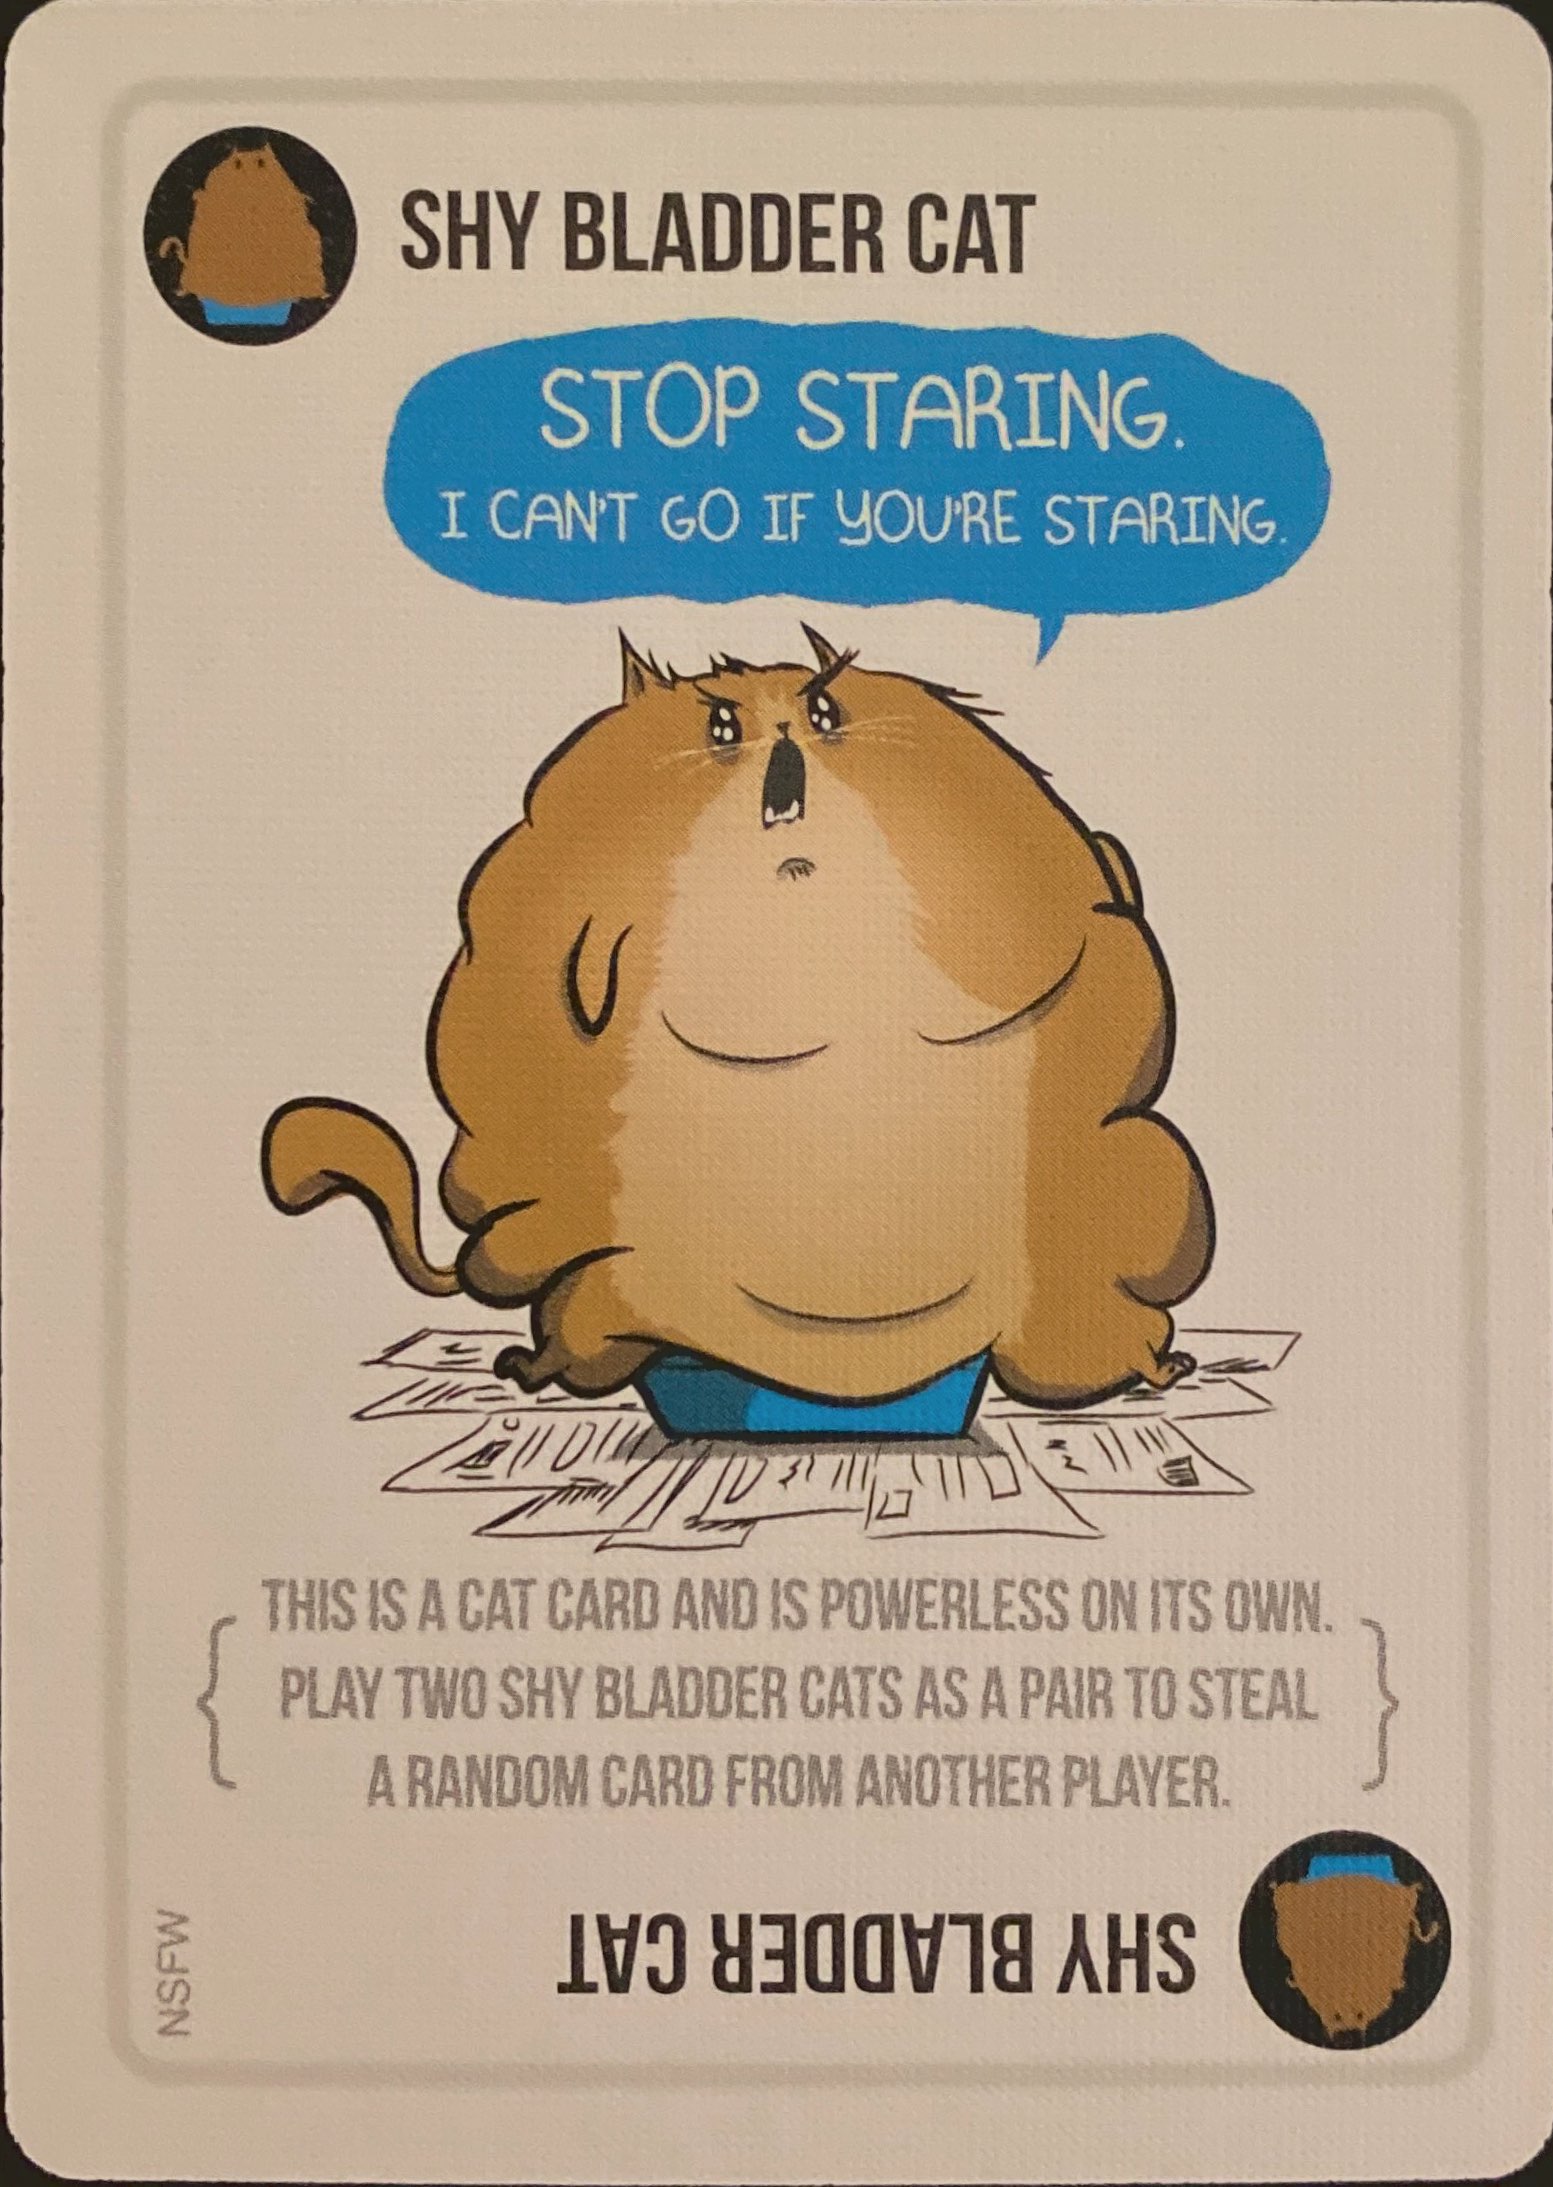 SHY BLADDER CAT
STOP STARING.
I CAN'T GO IF YOU'RE STARING.
THIS IS A CAT CARD AND IS POWERLESS ON ITS OWN.
PLAY TWO SHY BLADDER CATS AS A PAIR TO STEAL
A RANDOM CARD FROM ANOTHER PLAYER.
SHY BLADDER CAT
NSFW